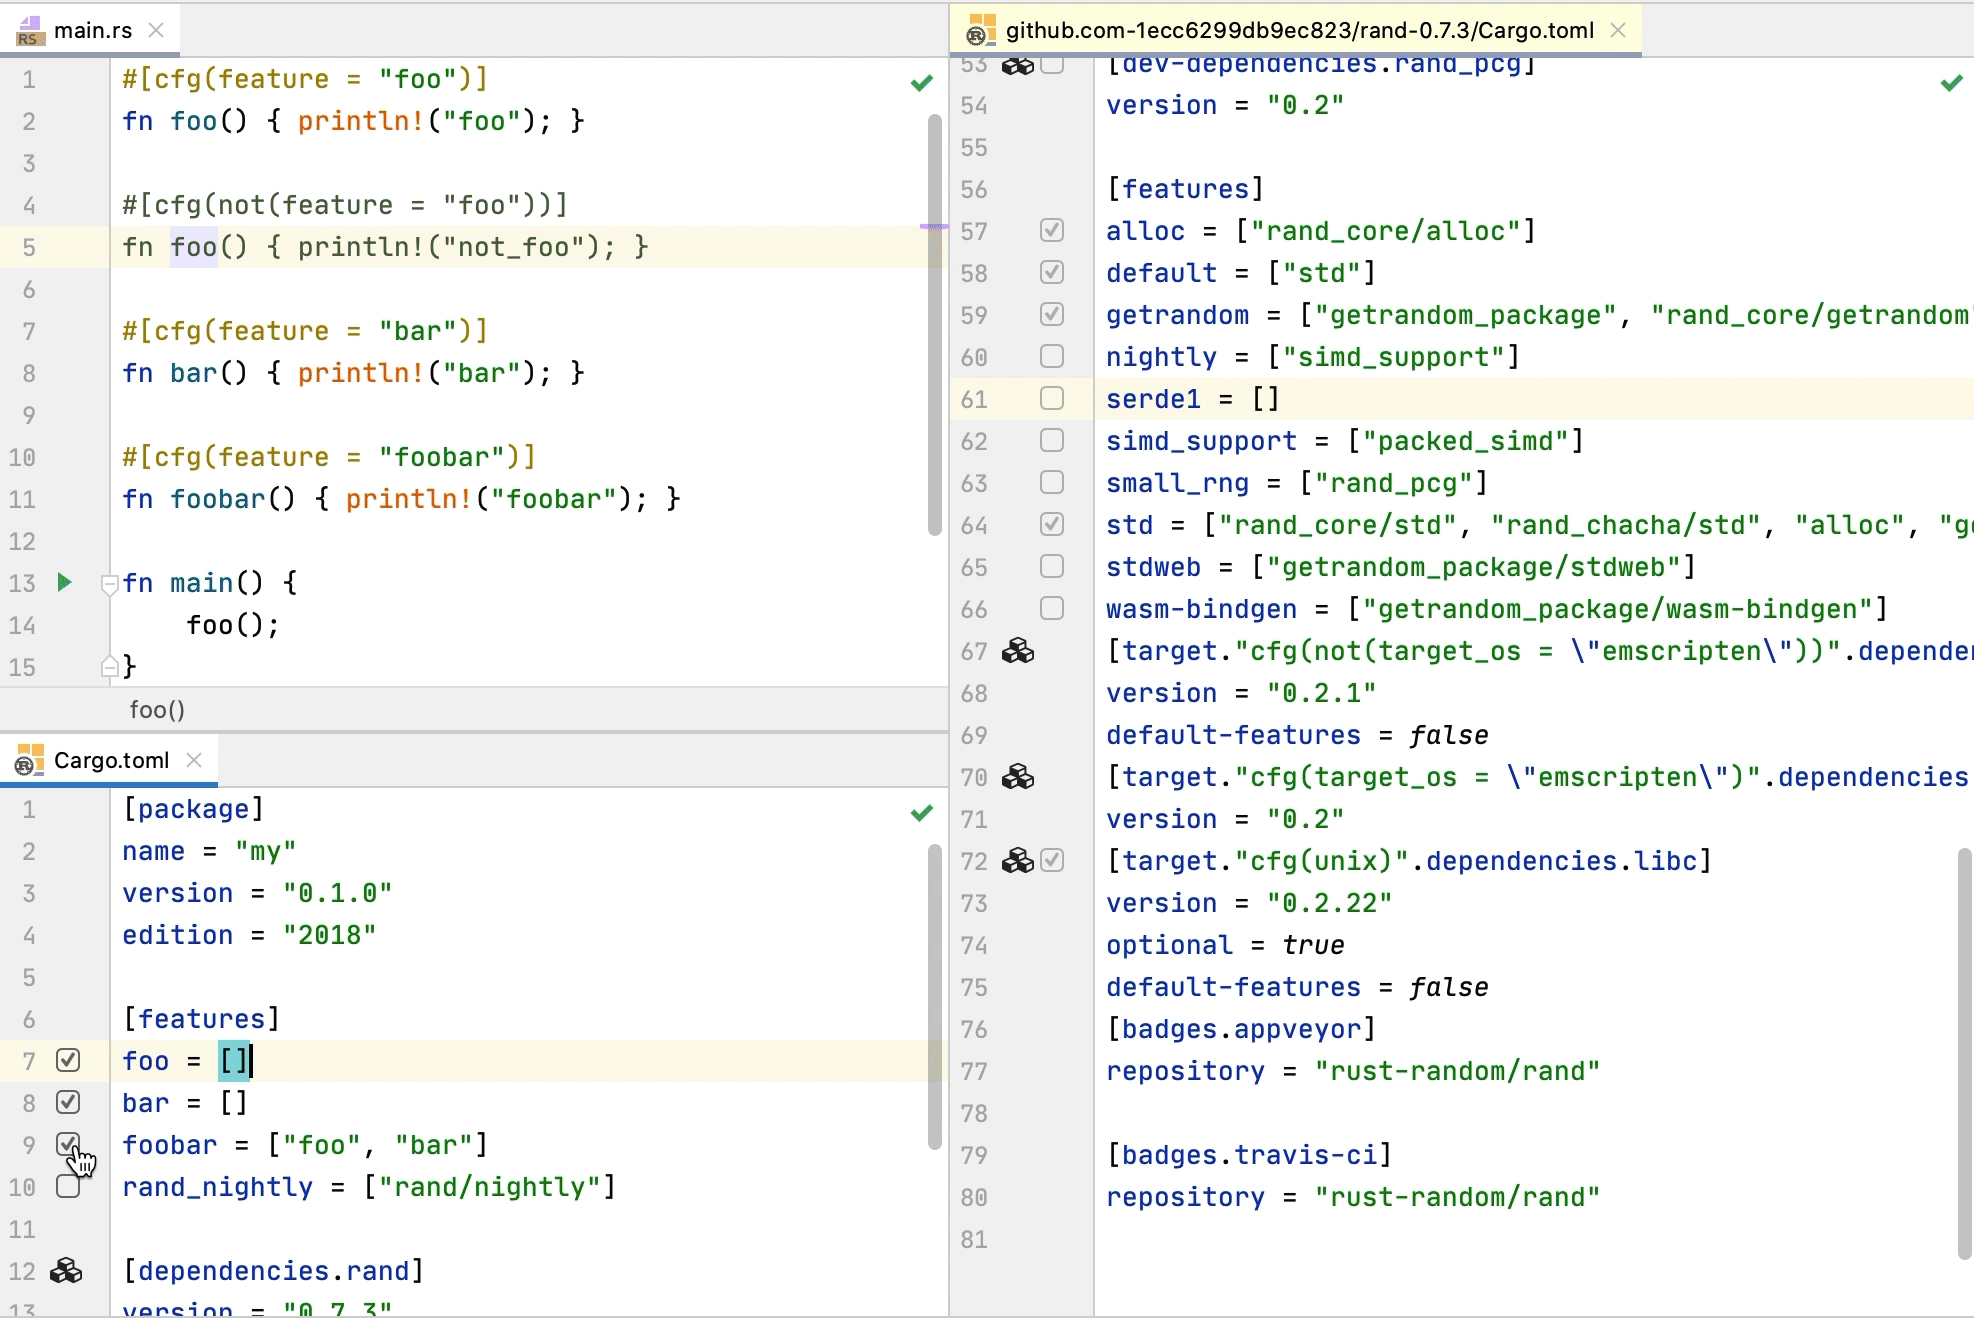 main.rs
1 #[cfg(feature = "foo")]
2 fn foo() { println!("foo"); }
3
4 #[cfg(not(feature = "foo"))]
5 fn foo() { println!("not_foo"); }
6
7 #[cfg(feature = "bar")]
8 fn bar() { println!("bar"); }
9
10 #[cfg(feature = "foobar")]
11 fn foobar() { println!("foobar"); }
12
13 fn main() {
14 foo();
15 }
foo()
Cargo.toml
1 [package]
2 name = "my"
3 version = "0.1.0"
4 edition = "2018"
5
6 [features]
7 foo = []
8 bar = []
9 foobar = ["foo", "bar"]
10 rand_nightly = ["rand/nightly"]
11
12 [dependencies.rand]
13 version = "0.7.3"
github.com-1ecc6299db9ec823/rand-0.7.3/Cargo.toml
53 [dev-dependencies.rand_pcg]
54 version = "0.2"
55
56 [features]
57 alloc = ["rand_core/alloc"]
58 default = ["std"]
59 getrandom = ["getrandom_package", "rand_core/getrandom"
60 nightly = ["simd_support"]
61 serde1 = []
62 simd_support = ["packed_simd"]
63 small_rng = ["rand_pcg"]
64 std = ["rand_core/std", "rand_chacha/std", "alloc", "g
65 stdweb = ["getrandom_package/stdweb"]
66 wasm-bindgen = ["getrandom_package/wasm-bindgen"]
67 [target."cfg(not(target_os = \"emscripten\"))".depende
68 version = "0.2.1"
69 default-features = false
70 [target."cfg(target_os = \"emscripten\")".dependencies
71 version = "0.2"
72 [target."cfg(unix)".dependencies.libc]
73 version = "0.2.22"
74 optional = true
75 default-features = false
76 [badges.appveyor]
77 repository = "rust-random/rand"
78
79 [badges.travis-ci]
80 repository = "rust-random/rand"
81